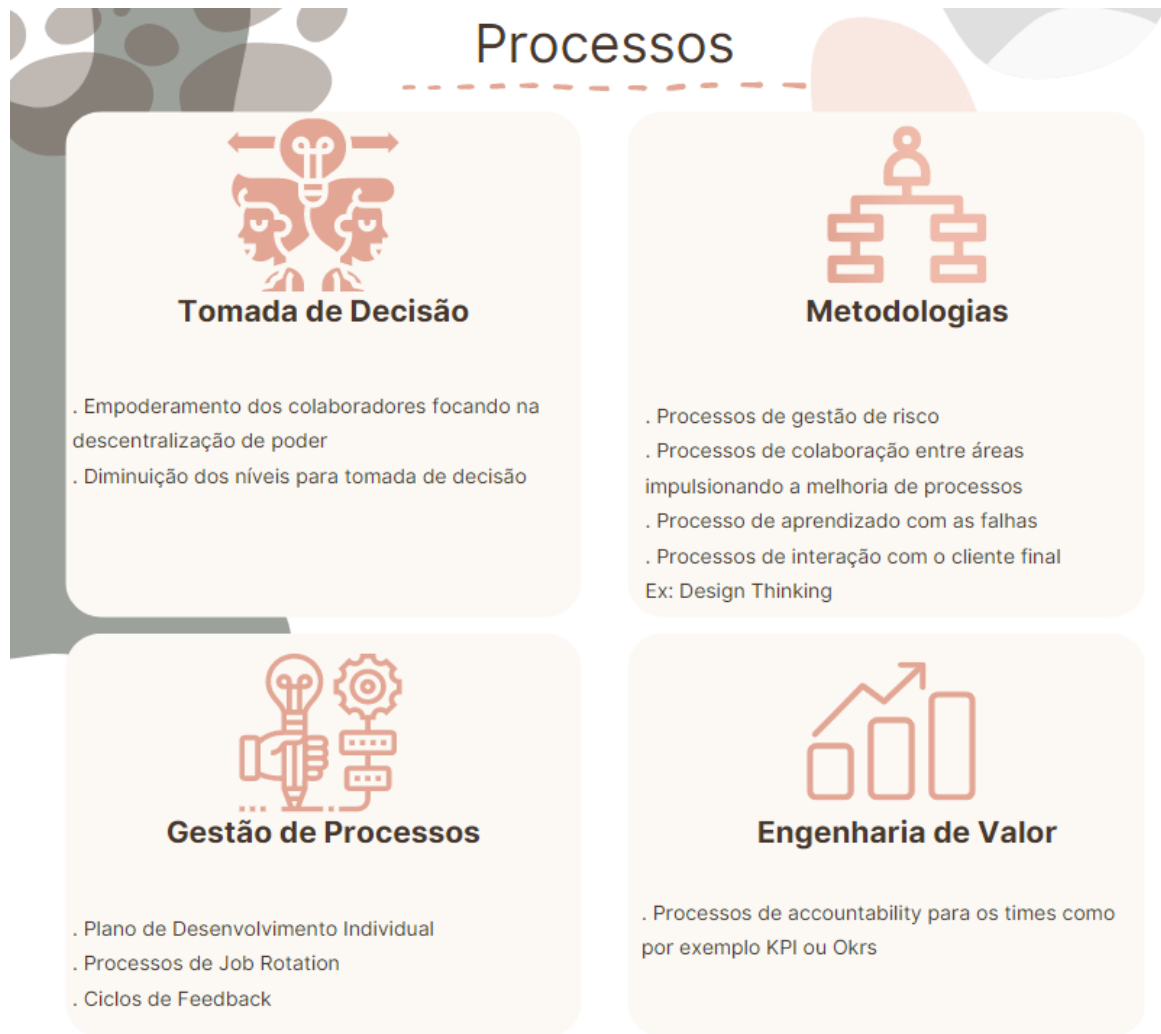 Processos
Tomada de Decisão
. Empoderamento dos colaboradores focando na
descentralização de poder
. Diminuição dos níveis para tomada de decisão
Metodologias
. Processos de gestão de risco
. Processos de colaboração entre áreas
impulsionando a melhoria de processos
. Processo de aprendizado com as falhas
. Processos de interação com o cliente final
Ex: Design Thinking
Gestão de Processos
. Plano de Desenvolvimento Individual
. Processos de Job Rotation
. Ciclos de Feedback
Engenharia de Valor
. Processos de accountability para os times como
por exemplo KPI ou Okrs